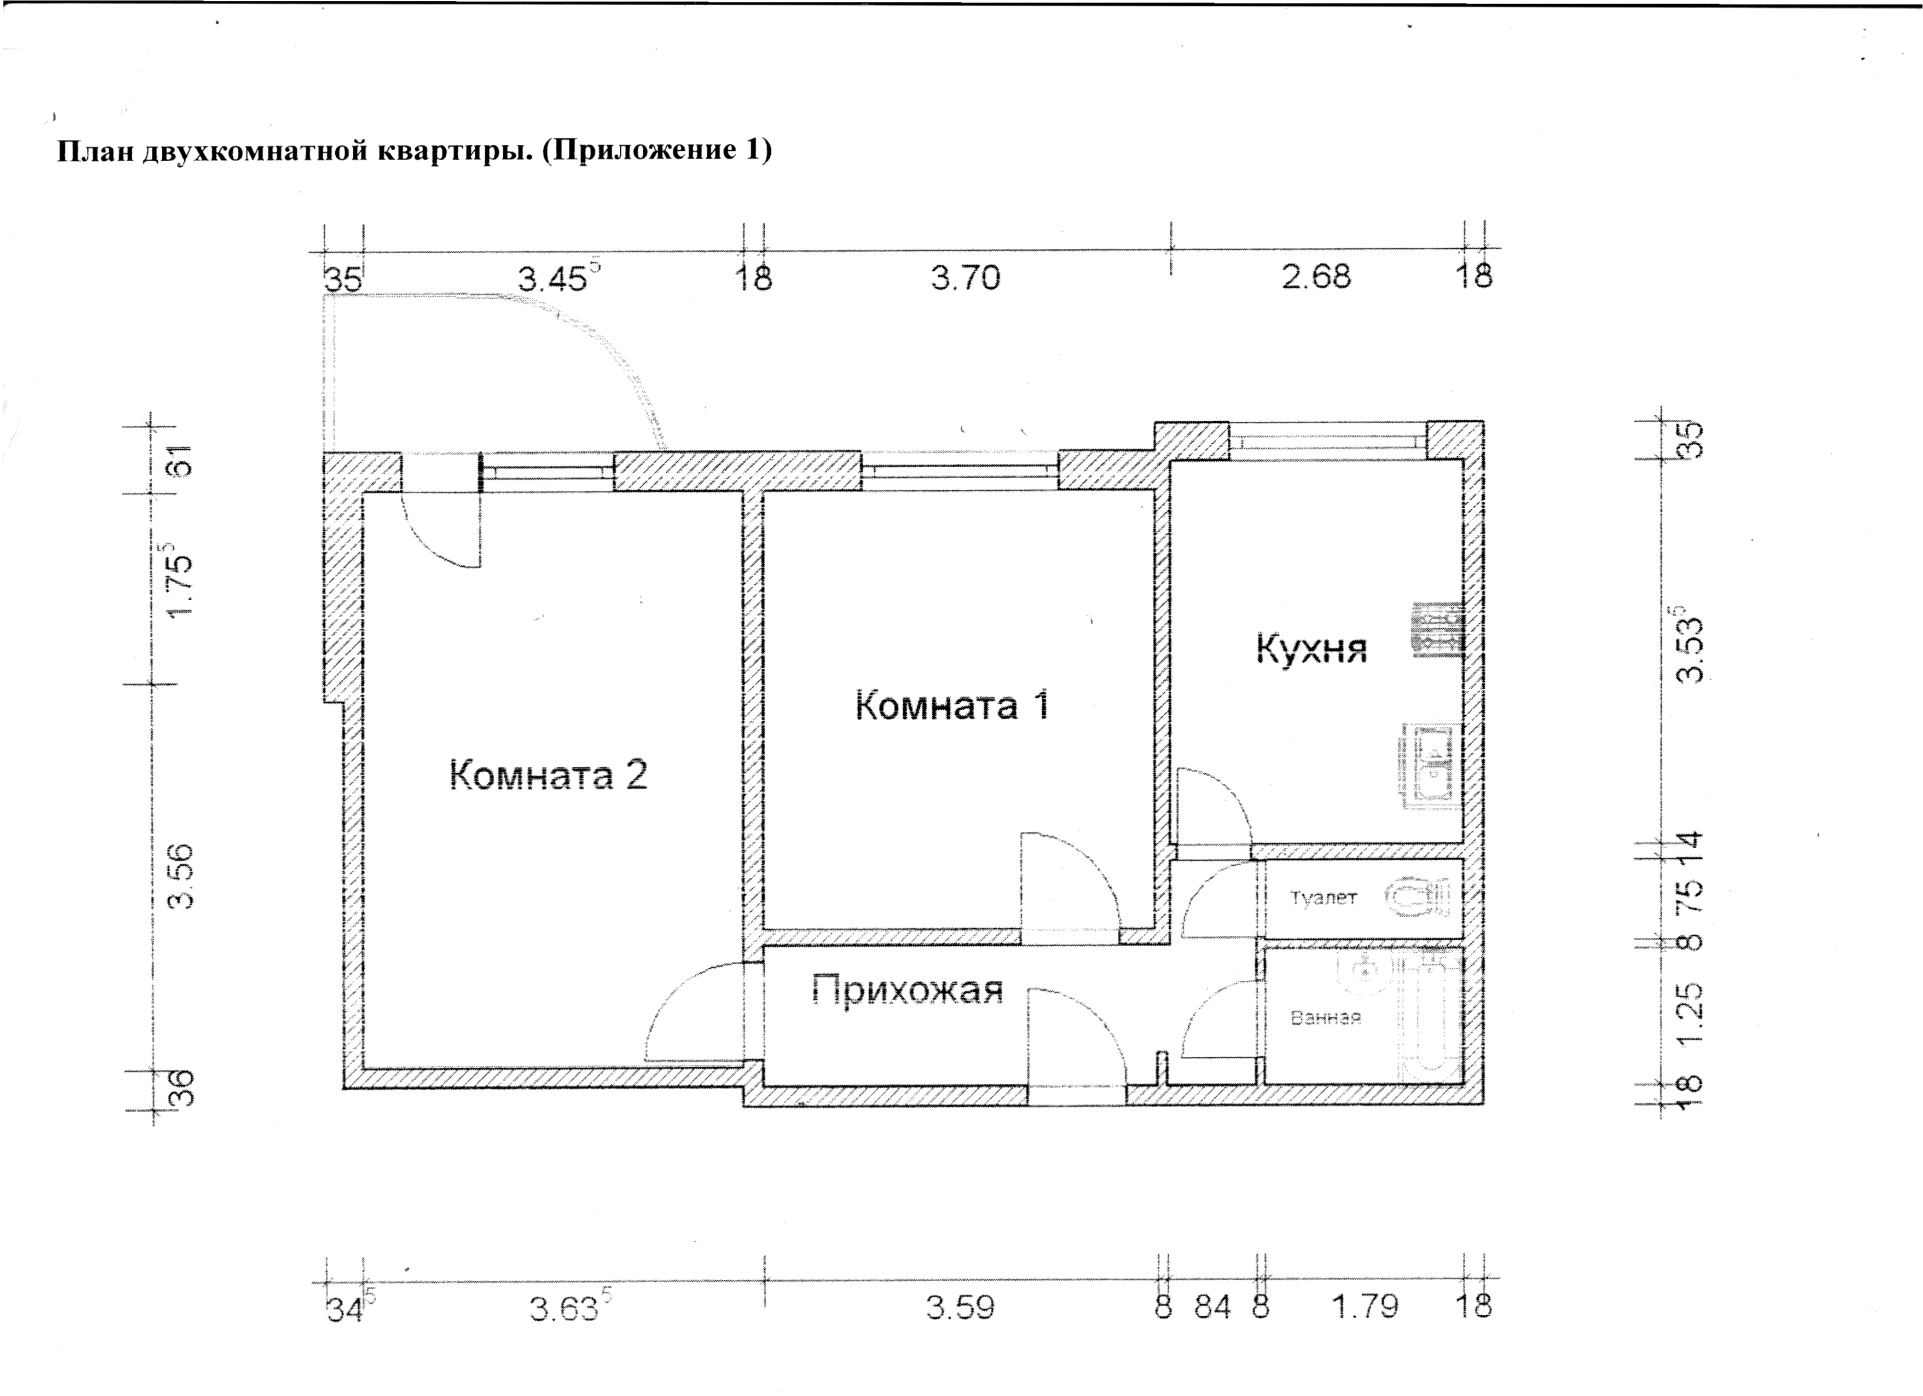 План двухкомнатной квартиры. (Приложение 1)
35 3.45⁵ 18 3.70 2.68 18
61
1.75⁵
3.56
36
35
3.53⁵
14
75
8
1.25
18
Кухня
Комната 1
Комната 2
Туалет
Прихожая
Ванная
34⁵ 3.63⁵ 3.59 8 84 8 1.79 18